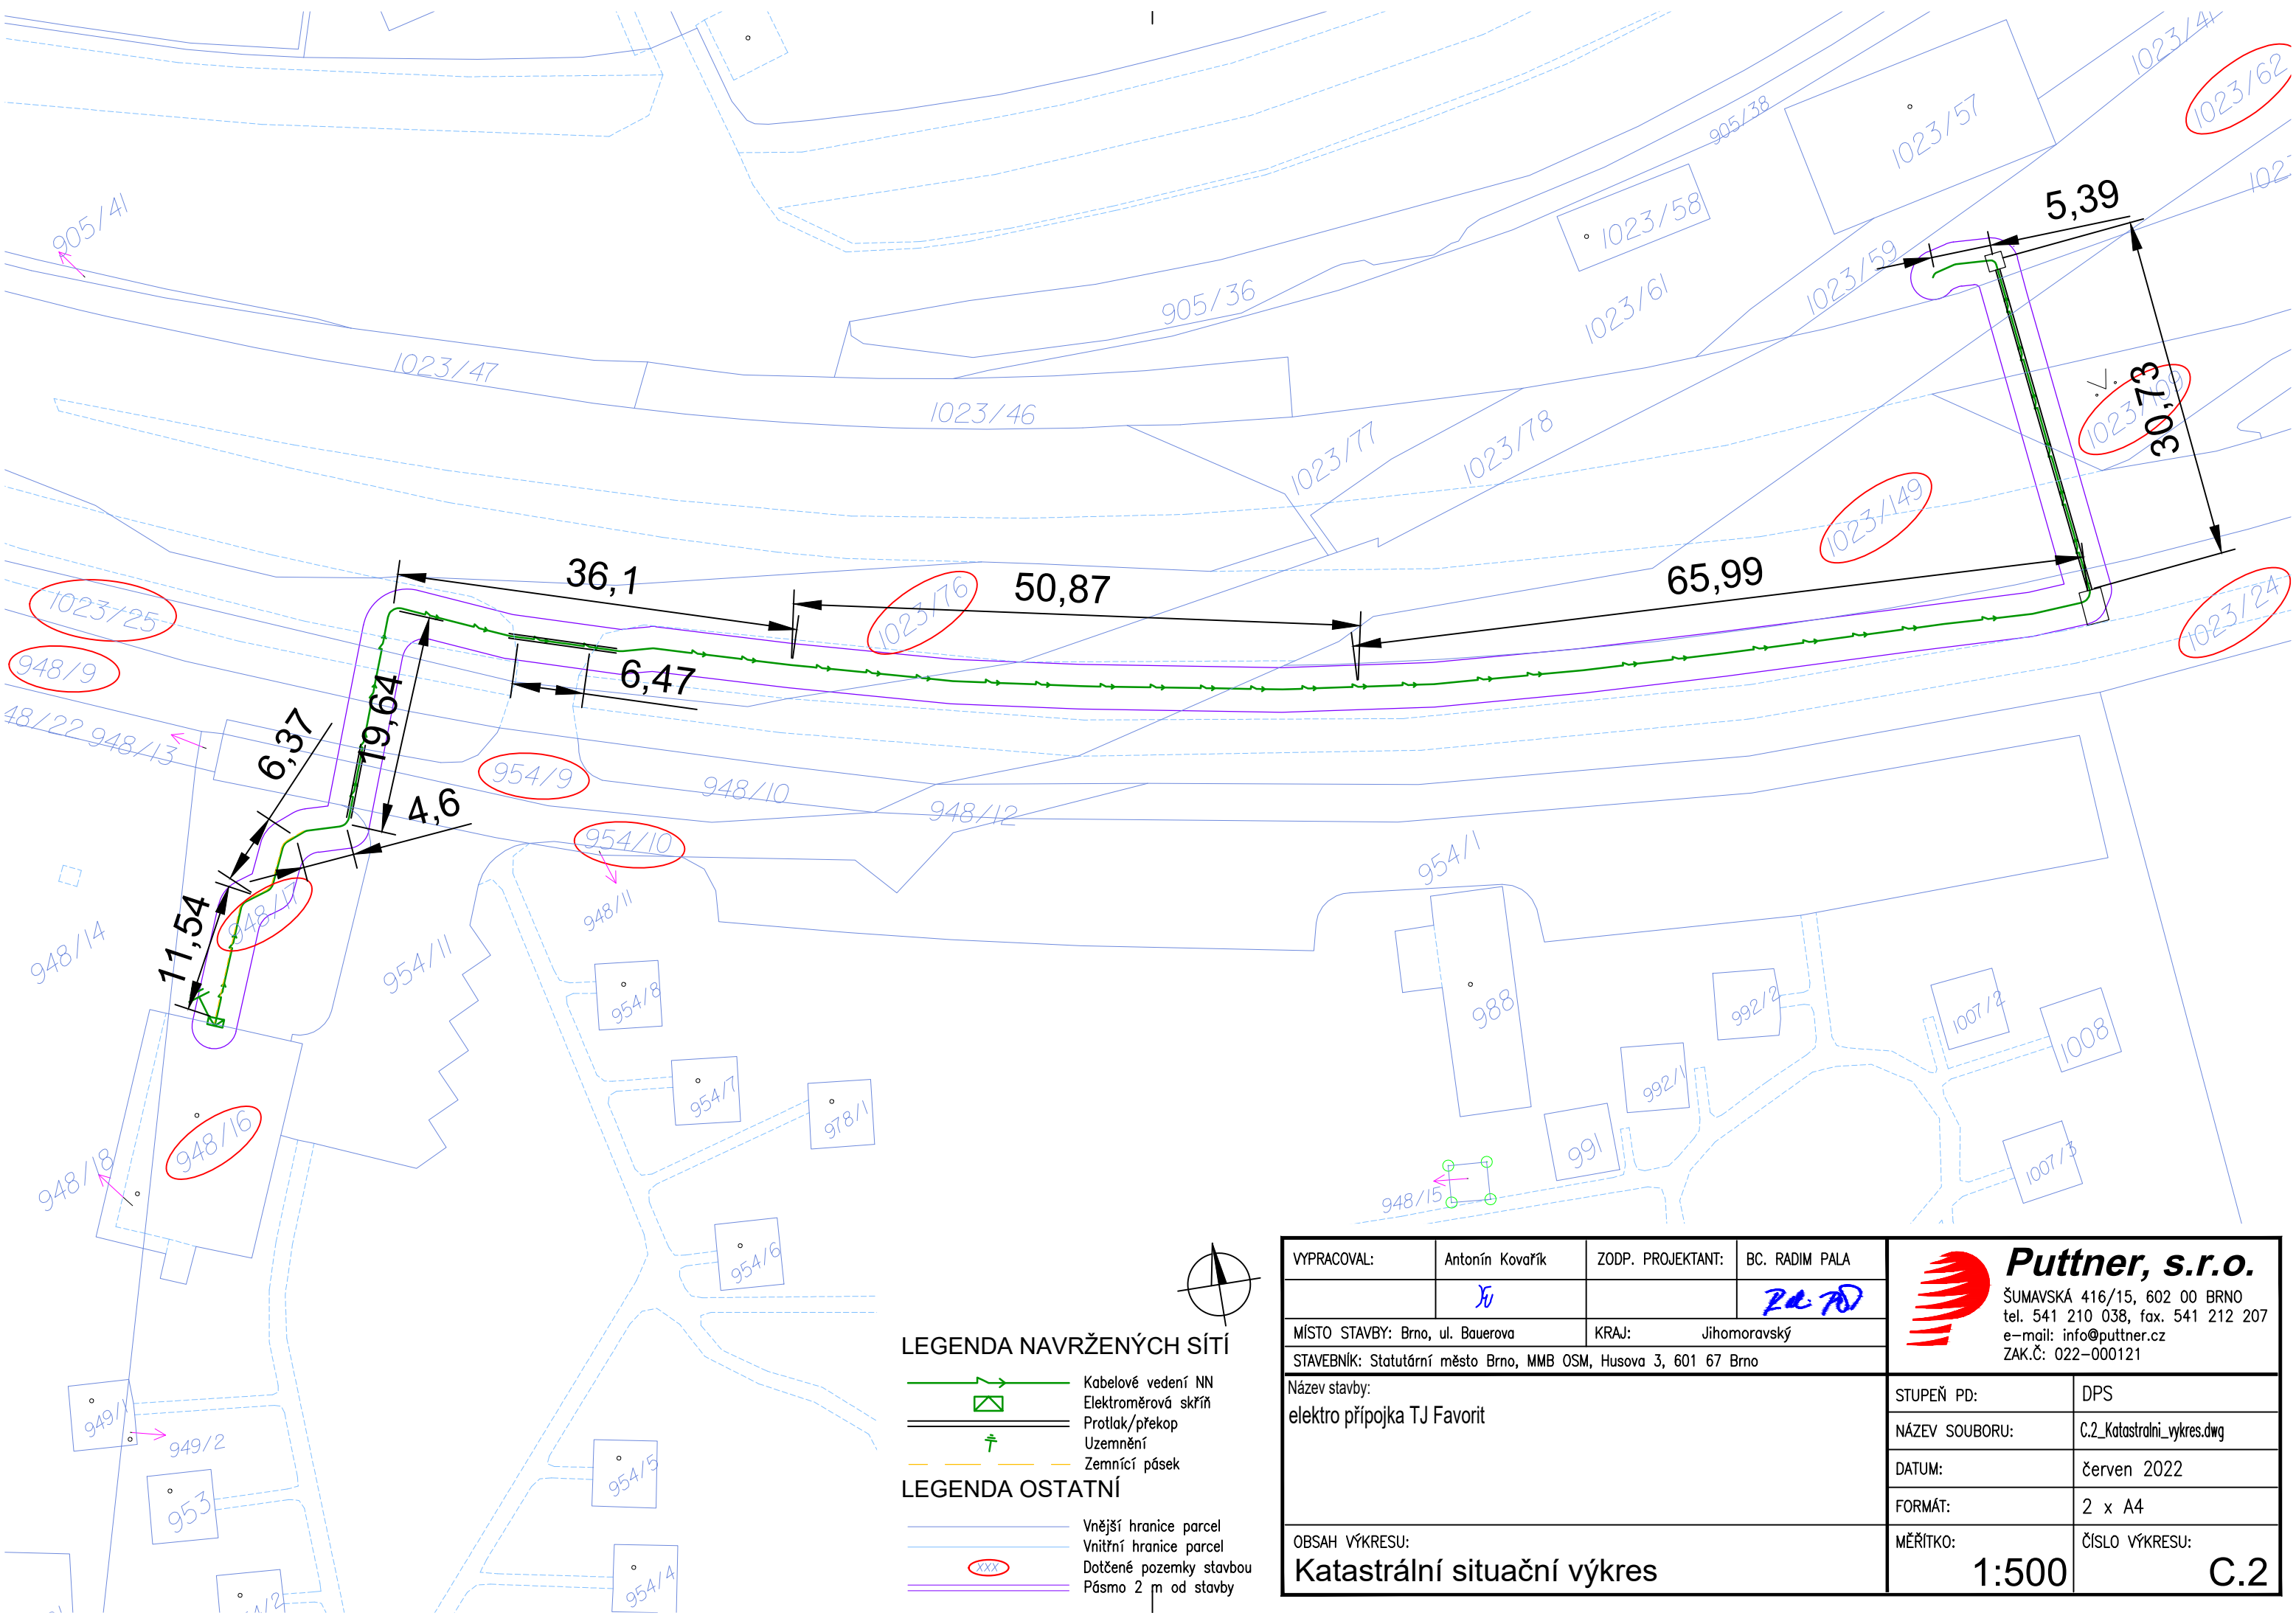 1023/41
1023/62
905/38
1023/57
905/41
1023/58
5,39
1023/59
905/36
1023/61
1023/47
1023/46
30,73
1023/77
1023/78
1023/149
36,1
50,87
65,99
1023/25
1023/76
1023/24
948/9
6,47
19,64
948/13
6,37
954/9
948/10
4,6
948/12
954/10
954/1
11,54
948/17
948/11
948/14
954/11
954/8
988
992/2
1007/2
1008
954/7
978/1
992/1
991
948/16
948/18
1007/3
948/15
954/6
949/1
949/2
953
954/5
954/4
LEGENDA NAVRŽENÝCH SÍTÍ
Kabelové vedení NN
Elektroměrová skříň
Protlak/překop
Uzemnění
Zemnící pásek
LEGENDA OSTATNÍ
Vnější hranice parcel
Vnitřní hranice parcel
XXX
Dotčené pozemky stavbou
Pásmo 2 m od stavby
VYPRACOVAL: Antonín Kovařík ZODP. PROJEKTANT: BC. RADIM PALA
MÍSTO STAVBY: Brno, ul. Bauerova KRAJ: Jihomoravský
STAVEBNÍK: Statutární město Brno, MMB OSM, Husova 3, 601 67 Brno
Název stavby:
elektro přípojka TJ Favorit
OBSAH VÝKRESU:
Katastrální situační výkres
Puttner, s.r.o.
ŠUMAVSKÁ 416/15, 602 00 BRNO
tel. 541 210 038, fax. 541 212 207
e-mail: info@puttner.cz
ZAK.Č: 022-000121
STUPEŇ PD: DPS
NÁZEV SOUBORU: C.2_Katastralni_vykres.dwg
DATUM: červen 2022
FORMÁT: 2 x A4
MĚŘÍTKO: 1:500
ČÍSLO VÝKRESU: C.2